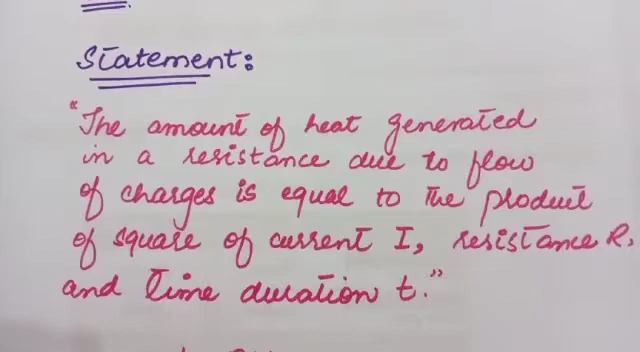 Statement:
"The amount of heat generated
in a resistance due to flow
of charges is equal to the product
of square of current I, resistance R,
and time duration t."